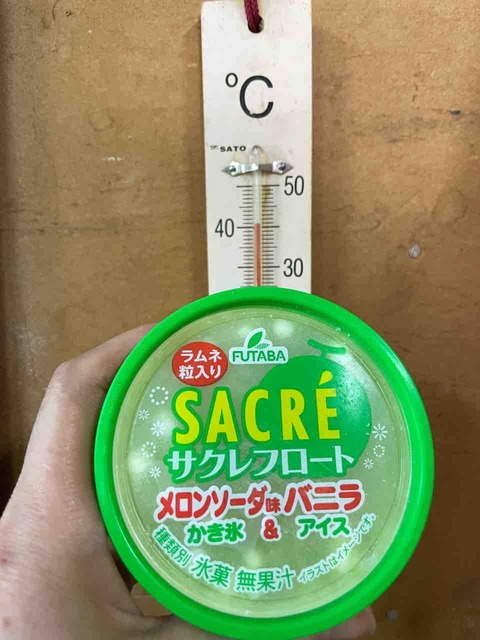 °C
SK SATO
50
40
30
ラムネ
粒入り
FUTABA
SACRÉ
サクレフロート
メロンソーダ味バニラ
かき氷 & アイス
種類別 氷菓 無果汁 イラストはイメージです。